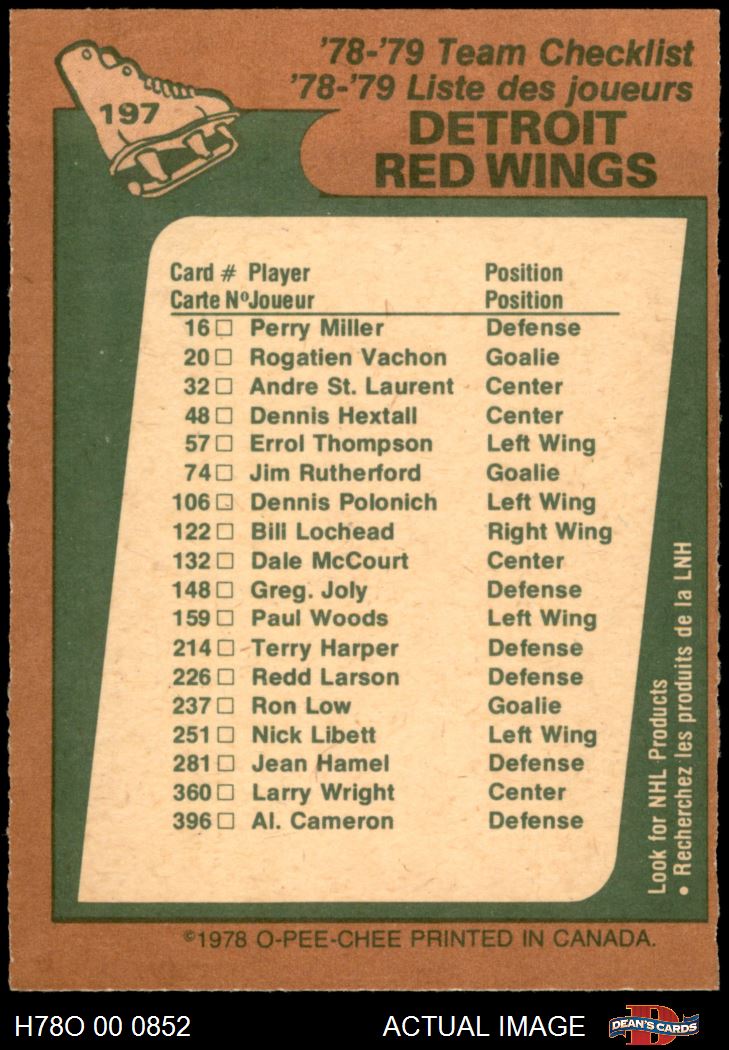 '78-'79 Team Checklist
'78-'79 Liste des joueurs
197
DETROIT
RED WINGS
Card # Player Position
Carte Nº Joueur Position
16 □ Perry Miller Defense
20 □ Rogatien Vachon Goalie
32 □ Andre St. Laurent Center
48 □ Dennis Hextall Center
57 □ Errol Thompson Left Wing
74 □ Jim Rutherford Goalie
106 □ Dennis Polonich Left Wing
122 □ Bill Lochead Right Wing
132 □ Dale McCourt Center
148 □ Greg. Joly Defense
159 □ Paul Woods Left Wing
214 □ Terry Harper Defense
226 □ Redd Larson Defense
237 □ Ron Low Goalie
251 □ Nick Libett Left Wing
281 □ Jean Hamel Defense
360 □ Larry Wright Center
396 □ Al. Cameron Defense
Look for NHL Products
• Recherchez les produits de la LNH
©1978 O-PEE-CHEE PRINTED IN CANADA.
H78O 00 0852 ACTUAL IMAGE
D
DEAN'S CARDS